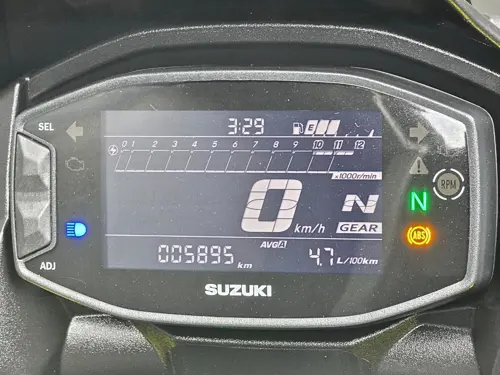 SEL
3:29
E
0 1 2 3 4 5 6 7 8 9 10 11 12
x1000r/min
RPM
0 km/h
N
GEAR
N
ABS
AVG A
005895 km
4.7 L/100km
ADJ
SUZUKI